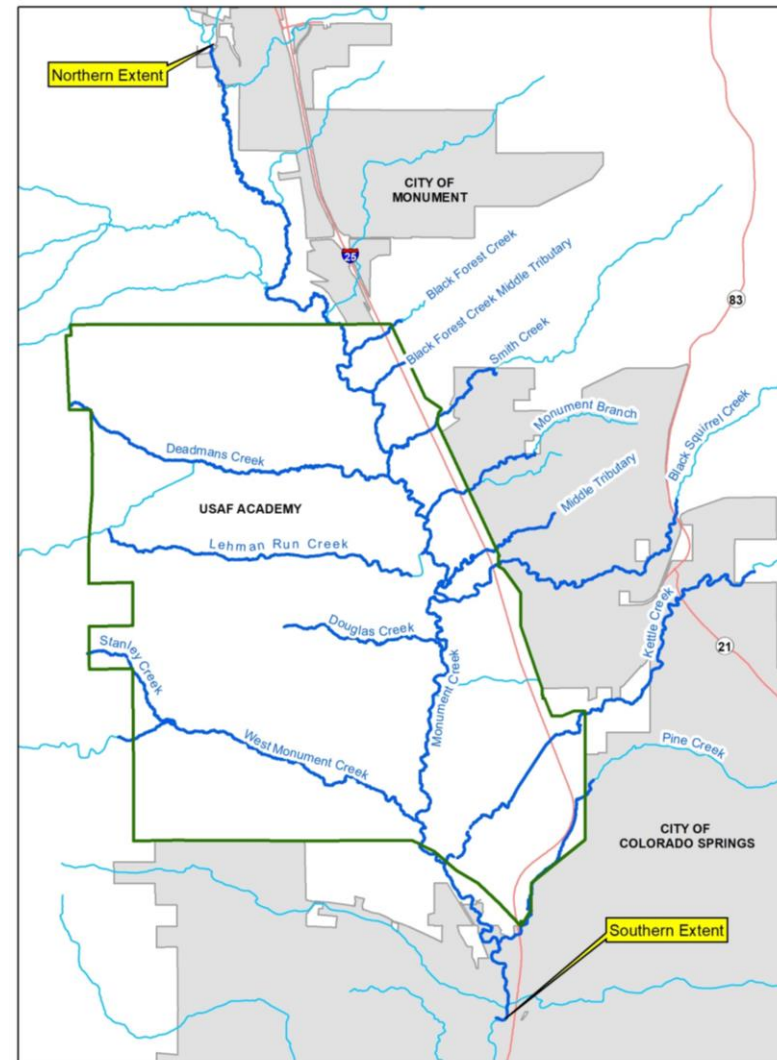 Northern Extent
CITY OF
MONUMENT
25
Black Forest Creek
Black Forest Creek Middle Tributary
83
Smith Creek
Monument Branch
Black Squirrel Creek
Deadmans Creek
USAF ACADEMY
Middle Tributary
Lehman Run Creek
Kettle Creek
Douglas Creek
21
Stanley Creek
Monument Creek
West Monument Creek
Pine Creek
CITY OF
COLORADO SPRINGS
Southern Extent